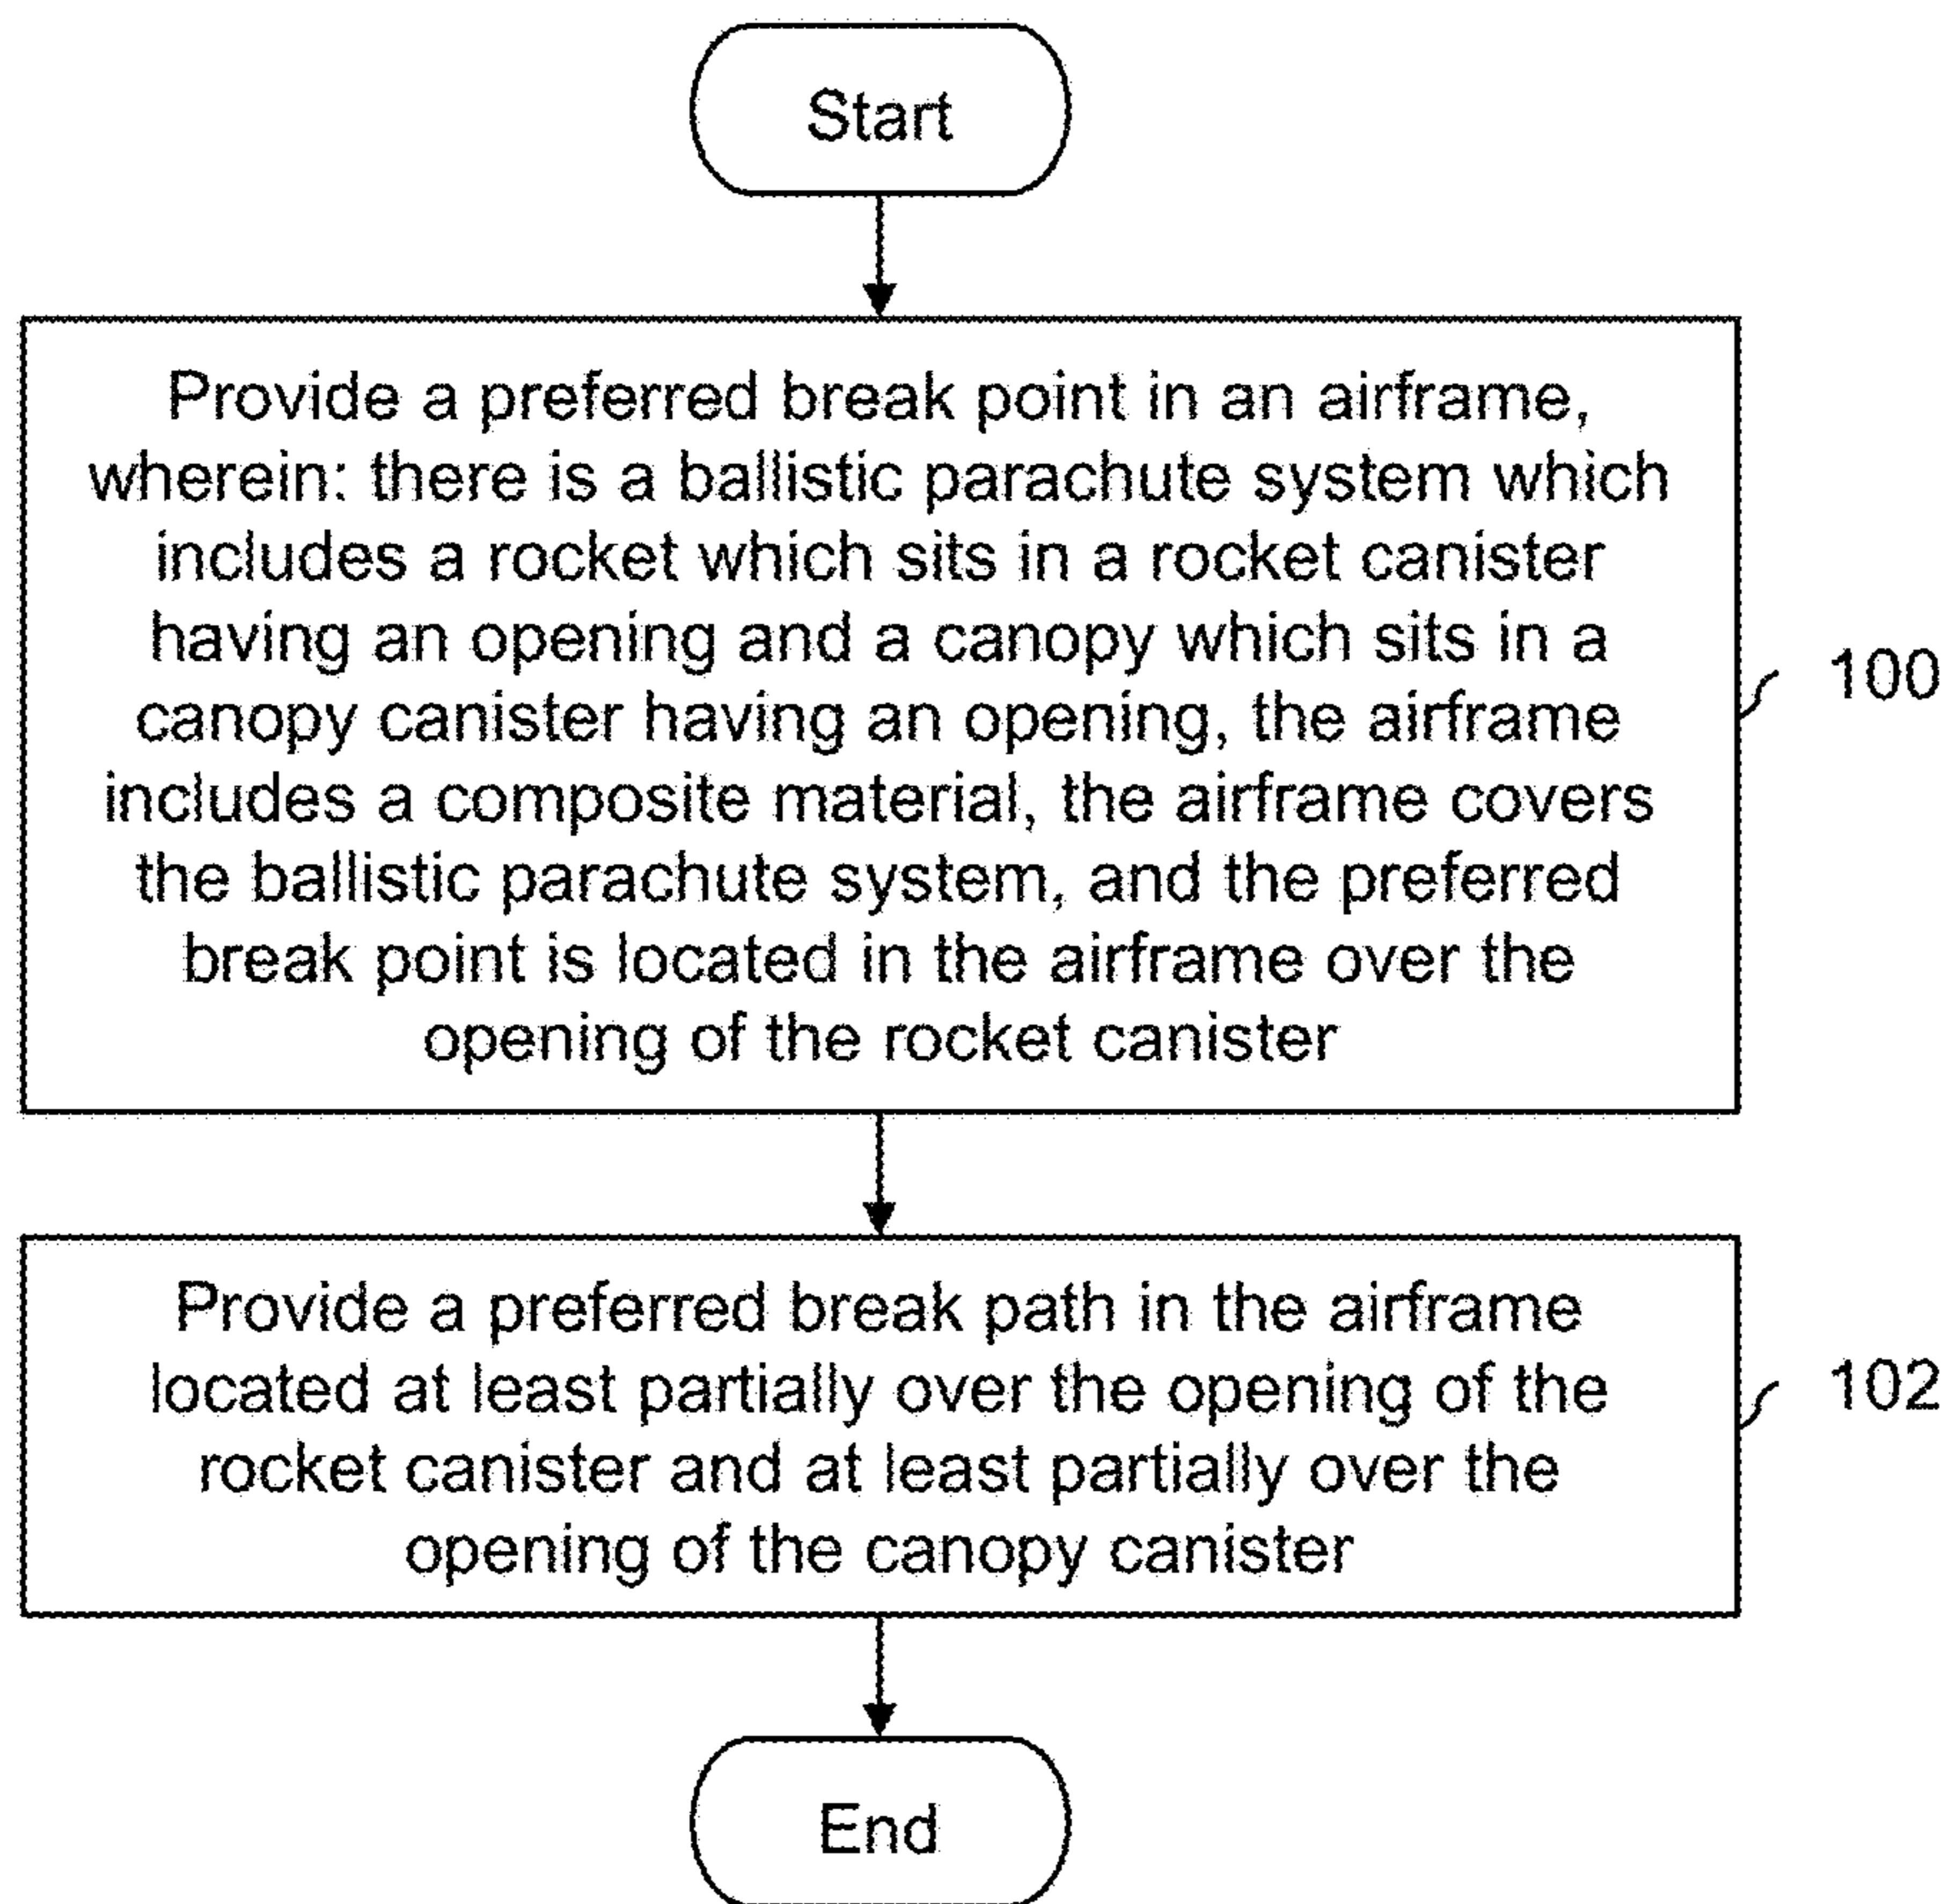 Start
Provide a preferred break point in an airframe,
wherein: there is a ballistic parachute system which
includes a rocket which sits in a rocket canister
having an opening and a canopy which sits in a
canopy canister having an opening, the airframe
includes a composite material, the airframe covers
the ballistic parachute system, and the preferred
break point is located in the airframe over the
opening of the rocket canister
100
Provide a preferred break path in the airframe
located at least partially over the opening of the
rocket canister and at least partially over the
opening of the canopy canister
102
End